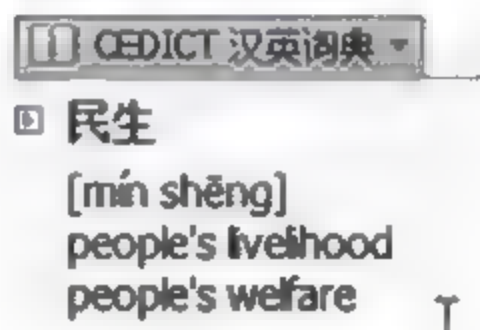 CEDICT 汉英词典
民生
[mín shēng]
people's livelihood
people's welfare